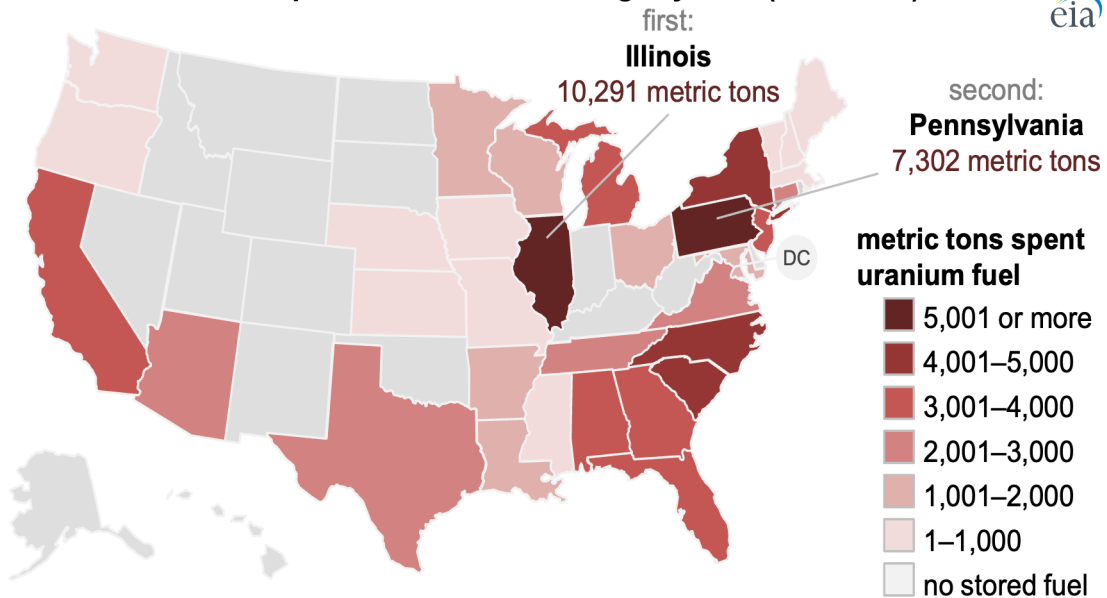 first:
Illinois
10,291 metric tons
eia
second:
Pennsylvania
7,302 metric tons
DC
metric tons spent
uranium fuel
5,001 or more
4,001–5,000
3,001–4,000
2,001–3,000
1,001–2,000
1–1,000
no stored fuel